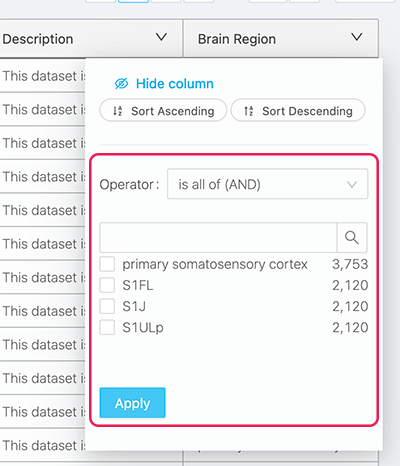 Description Brain Region
This dataset is
Hide column
This dataset is
Sort Ascending Sort Descending
This dataset is
This dataset is
This dataset is
Operator : is all of (AND)
This dataset is
This dataset is
primary somatosensory cortex 3,753
This dataset is
S1FL 2,120
This dataset is
S1J 2,120
S1ULp 2,120
This dataset is
This dataset is
Apply
This dataset is
This dataset is